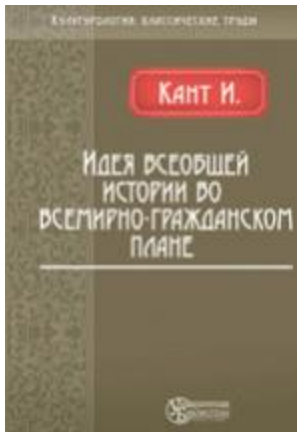 Культурология: классические труды
Кант И.
Идея всеобщей
истории во
всемирно-гражданском
плане